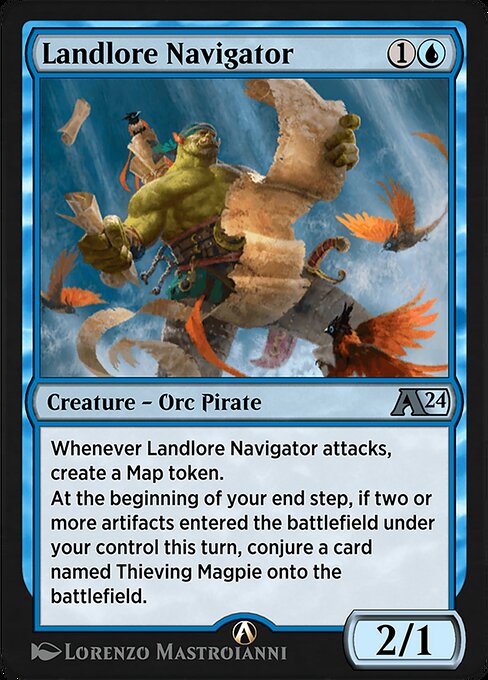 Landlore Navigator 1
Creature – Orc Pirate A24
Whenever Landlore Navigator attacks,
create a Map token.
At the beginning of your end step, if two or
more artifacts entered the battlefield under
your control this turn, conjure a card
named Thieving Magpie onto the
battlefield.
2/1
Lorenzo Mastroianni